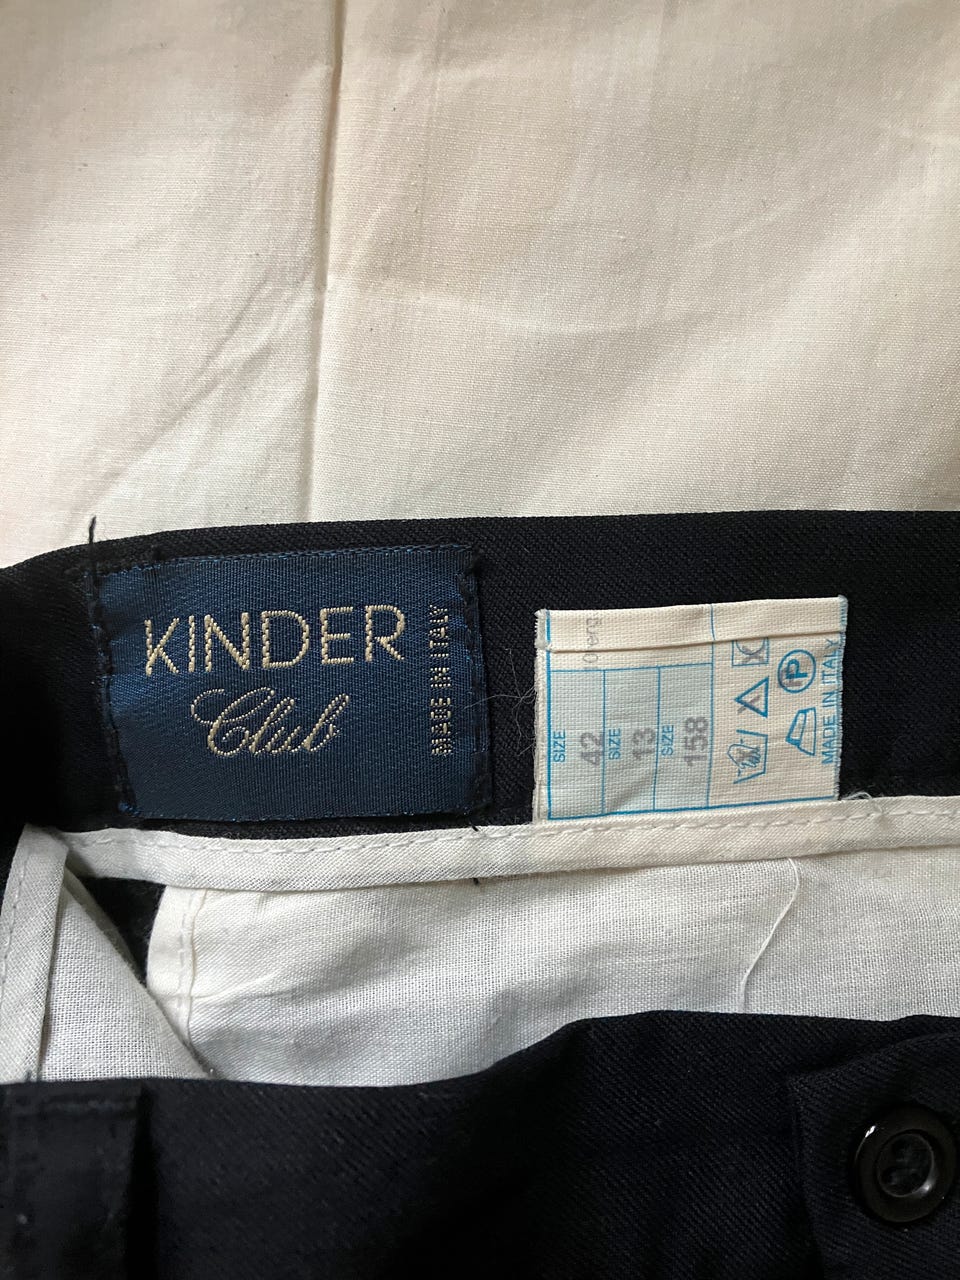 KINDER
Club
MADE IN ITALY
SIZE 42
SIZE 13
SIZE 158
P
MADE IN ITALY